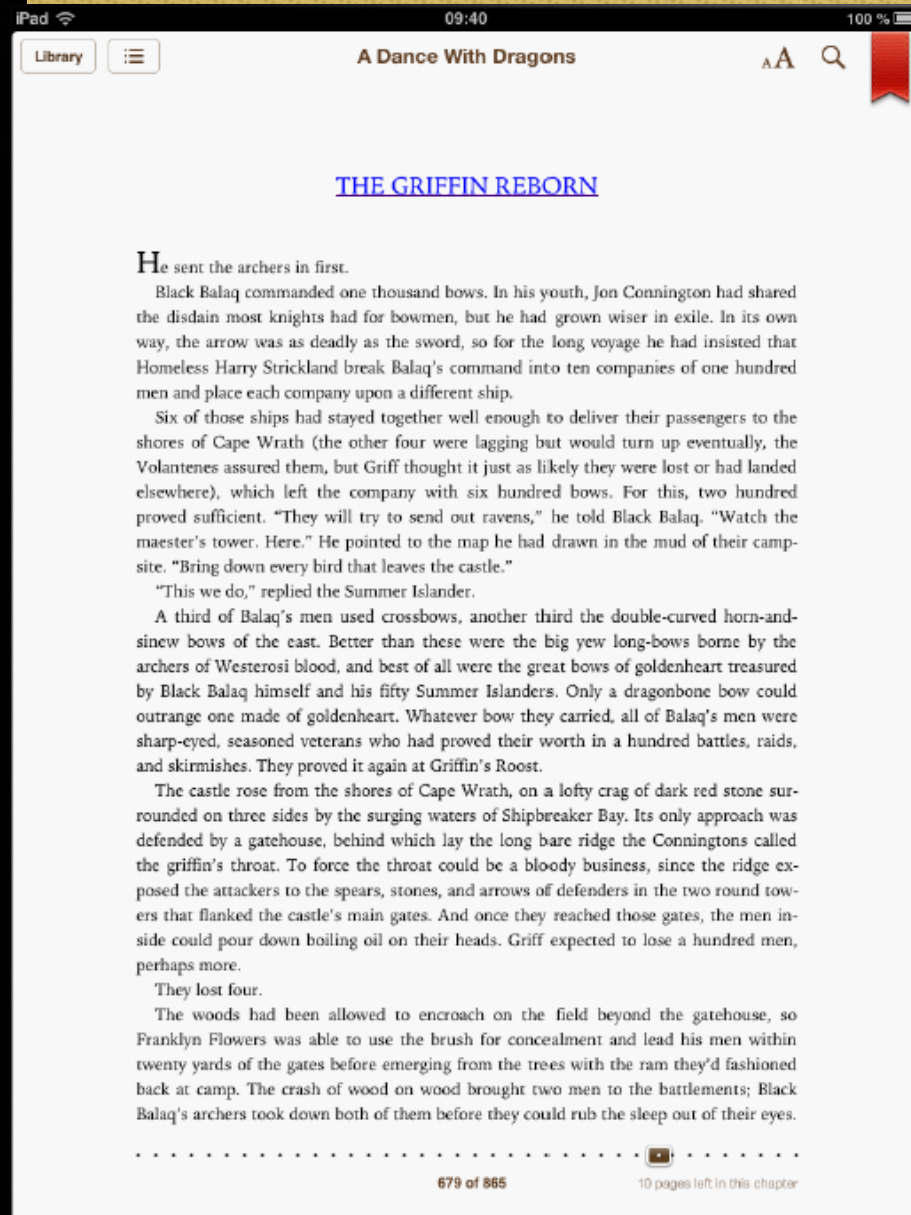 iPad 09:40 100 %
Library A Dance With Dragons AA
THE GRIFFIN REBORN
He sent the archers in first.
Black Balaq commanded one thousand bows. In his youth, Jon Connington had shared
the disdain most knights had for bowmen, but he had grown wiser in exile. In its own
way, the arrow was as deadly as the sword, so for the long voyage he had insisted that
Homeless Harry Strickland break Balaq's command into ten companies of one hundred
men and place each company upon a different ship.
Six of those ships had stayed together well enough to deliver their passengers to the
shores of Cape Wrath (the other four were lagging but would turn up eventually, the
Volantenes assured them, but Griff thought it just as likely they were lost or had landed
elsewhere), which left the company with six hundred bows. For this, two hundred
proved sufficient. “They will try to send out ravens,” he told Black Balaq. “Watch the
maester's tower. Here.” He pointed to the map he had drawn in the mud of their camp-
site. “Bring down every bird that leaves the castle.”
“This we do,” replied the Summer Islander.
A third of Balaq's men used crossbows, another third the double-curved horn-and-
sinew bows of the east. Better than these were the big yew long-bows borne by the
archers of Westerosi blood, and best of all were the great bows of goldenheart treasured
by Black Balaq himself and his fifty Summer Islanders. Only a dragonbone bow could
outrange one made of goldenheart. Whatever bow they carried, all of Balaq's men were
sharp-eyed, seasoned veterans who had proved their worth in a hundred battles, raids,
and skirmishes. They proved it again at Griffin's Roost.
The castle rose from the shores of Cape Wrath, on a lofty crag of dark red stone sur-
rounded on three sides by the surging waters of Shipbreaker Bay. Its only approach was
defended by a gatehouse, behind which lay the long bare ridge the Conningtons called
the griffin's throat. To force the throat could be a bloody business, since the ridge ex-
posed the attackers to the spears, stones, and arrows of defenders in the two round tow-
ers that flanked the castle's main gates. And once they reached those gates, the men in-
side could pour down boiling oil on their heads. Griff expected to lose a hundred men,
perhaps more.
They lost four.
The woods had been allowed to encroach on the field beyond the gatehouse, so
Franklyn Flowers was able to use the brush for concealment and lead his men within
twenty yards of the gates before emerging from the trees with the ram they'd fashioned
back at camp. The crash of wood on wood brought two men to the battlements; Black
Balaq's archers took down both of them before they could rub the sleep out of their eyes.
679 of 865 10 pages left in this chapter